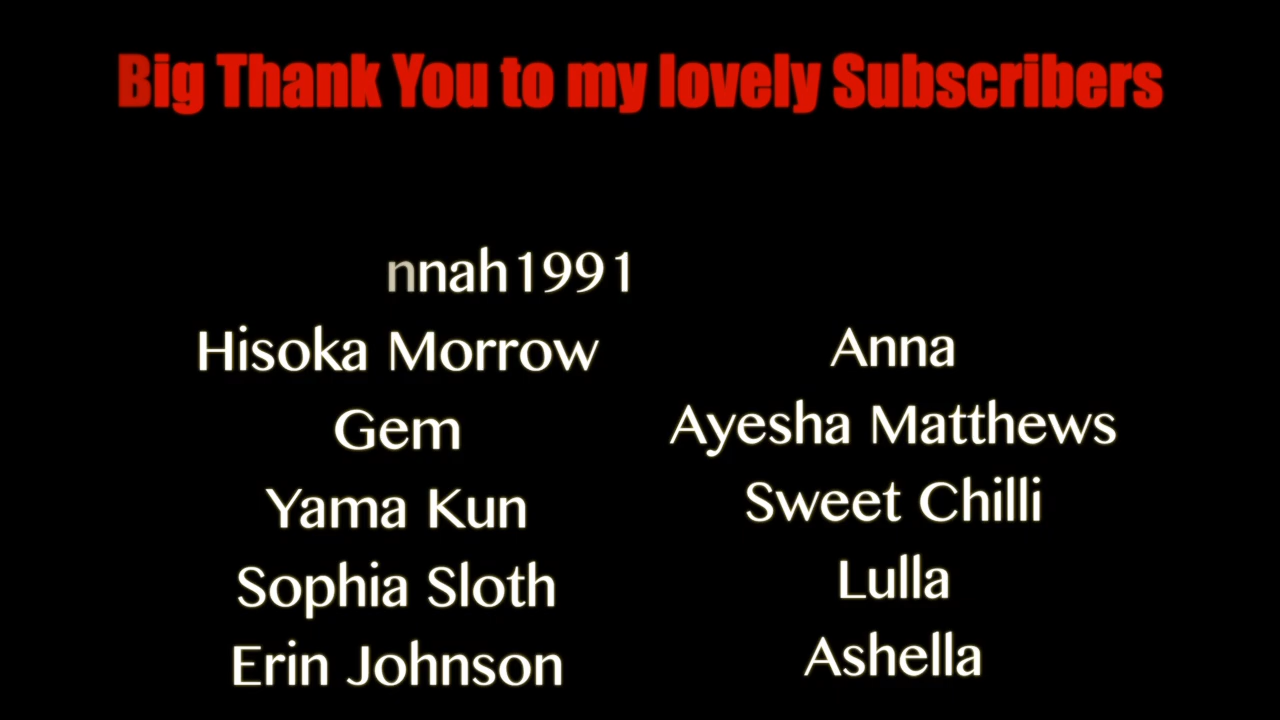 Big Thank You to my lovely Subscribers
nnah1991
Hisoka Morrow
Gem
Yama Kun
Sophia Sloth
Erin Johnson
Anna
Ayesha Matthews
Sweet Chilli
Lulla
Ashella